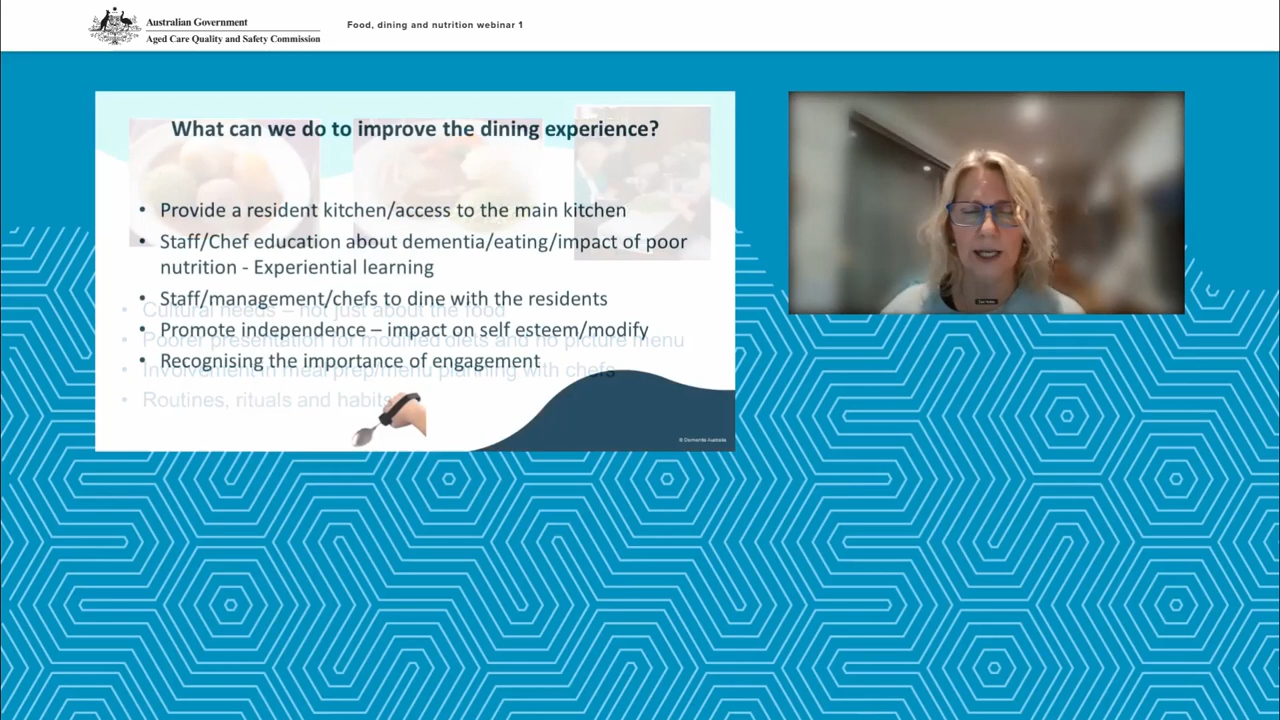 Australian Government
Aged Care Quality and Safety Commission
Food, dining and nutrition webinar 1
What can we do to improve the dining experience?
• Provide a resident kitchen/access to the main kitchen
• Staff/Chef education about dementia/eating/impact of poor
nutrition - Experiential learning
• Staff/management/chefs to dine with the residents
• Cultural needs – not just about the food
• Promote independence – impact on self esteem/modify
• Poorer presentation for modified diets and no picture menu
• Recognising the importance of engagement
• Involvement in meal prep/menu planning with chefs
• Routines, rituals and habits
© Dementia Australia